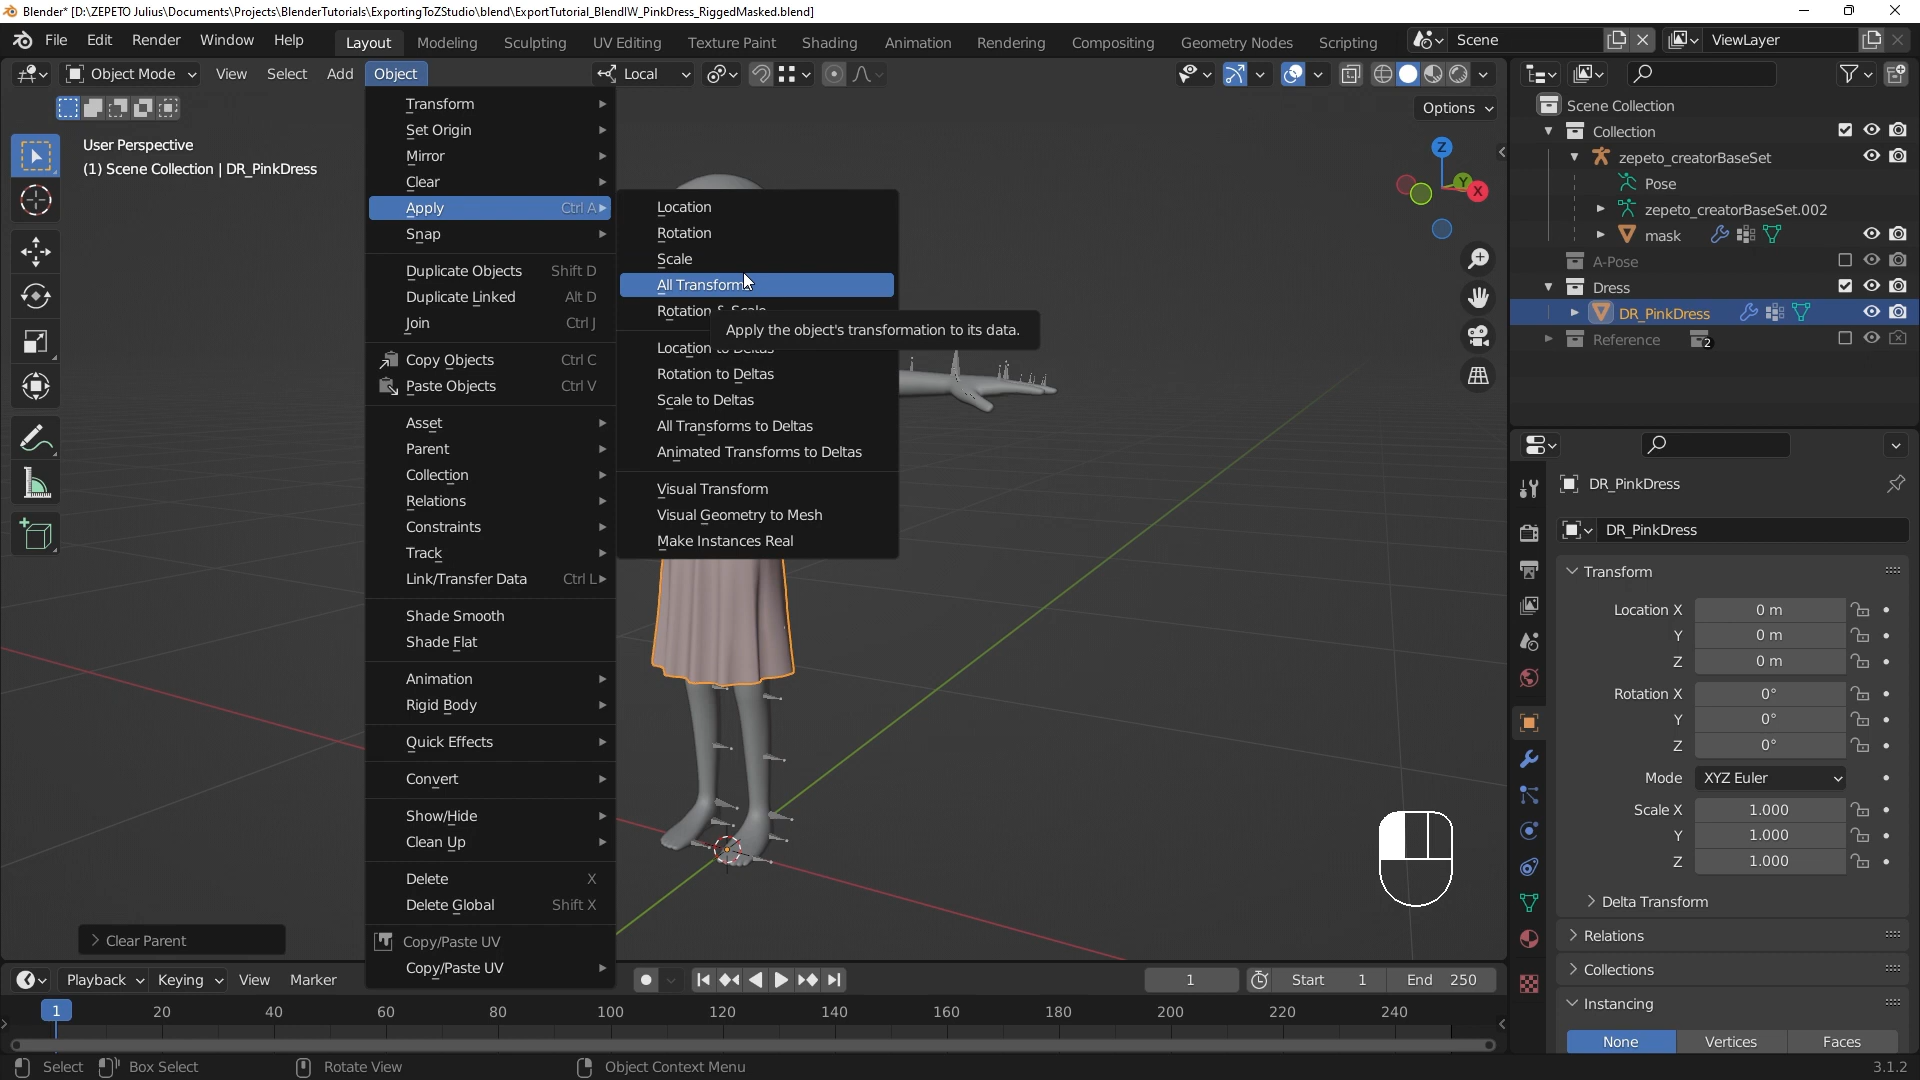 Blender* [D:\ZEPETO Julius\Documents\Projects\BlenderTutorials\ExportingToZStudio\blend\ExportTutorial_BlendIW_PinkDress_RiggedMasked.blend]
File Edit Render Window Help
Layout Modeling Sculpting UV Editing Texture Paint Shading Animation Rendering Compositing Geometry Nodes Scripting
Scene
ViewLayer
Object Mode View Select Add Object
Local
Options
User Perspective
(1) Scene Collection | DR_PinkDress
Transform
Set Origin
Mirror
Clear
Apply Ctrl A
Snap
Duplicate Objects Shift D
Duplicate Linked Alt D
Join Ctrl J
Copy Objects Ctrl C
Paste Objects Ctrl V
Asset
Parent
Collection
Relations
Constraints
Track
Link/Transfer Data Ctrl L
Shade Smooth
Shade Flat
Animation
Rigid Body
Quick Effects
Convert
Show/Hide
Clean Up
Delete X
Delete Global Shift X
Copy/Paste UV
Copy/Paste UV
Location
Rotation
Scale
All Transforms
Rotation & Scale
Apply the object's transformation to its data.
Location to Deltas
Rotation to Deltas
Scale to Deltas
All Transforms to Deltas
Animated Transforms to Deltas
Visual Transform
Visual Geometry to Mesh
Make Instances Real
Z
Y
X
Clear Parent
Scene Collection
Collection
zepeto_creatorBaseSet
Pose
zepeto_creatorBaseSet.002
mask
A-Pose
Dress
DR_PinkDress
Reference 2
DR_PinkDress
DR_PinkDress
Transform
Location X 0 m
Y 0 m
Z 0 m
Rotation X 0°
Y 0°
Z 0°
Mode XYZ Euler
Scale X 1.000
Y 1.000
Z 1.000
Delta Transform
Relations
Collections
Instancing
None Vertices Faces
Playback Keying View Marker
1 Start 1 End 250
1 20 40 60 80 100 120 140 160 180 200 220 240
Select Box Select Rotate View Object Context Menu 3.1.2